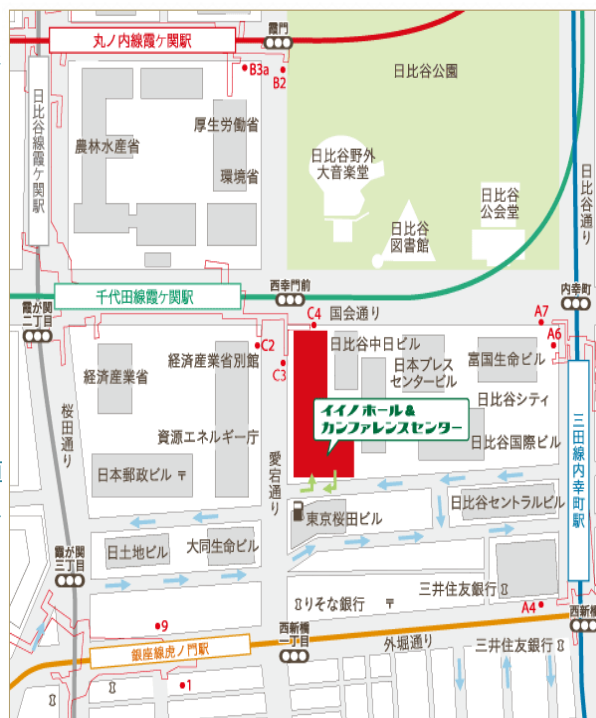 霞門
丸ノ内線霞ケ関駅
B3a
B2
日比谷公園
日比谷線霞ケ関駅
農林水産省
厚生労働省
環境省
日比谷野外
大音楽堂
日比谷
図書館
日比谷
公会堂
日比谷通り
千代田線霞ケ関駅
西幸門前
内幸町
霞が関
二丁目
C4
国会通り
A7
A6
C2
C3
経済産業省
経済産業省別館
日比谷中日ビル
日本プレス
センタービル
富国生命ビル
桜田通り
イイノホール&
カンファレンスセンター
日比谷シティ
日比谷国際ビル
資源エネルギー庁
愛宕通り
日本郵政ビル 〒
三田線内幸町駅
東京桜田ビル
日比谷セントラルビル
霞が関
三丁目
日土地ビル
大同生命ビル
りそな銀行
〒
三井住友銀行
A4
9
銀座線虎ノ門駅
西新橋
一丁目
外堀通り
三井住友銀行
西新橋
1